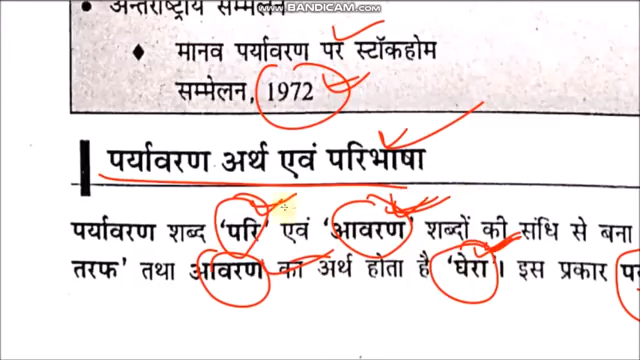 www.BANDICAM.com
• अन्तर्राष्ट्रीय सम्मेलन
♦ मानव पर्यावरण पर स्टॉकहोम
सम्मेलन, 1972
पर्यावरण अर्थ एवं परिभाषा
पर्यावरण शब्द ‘परि’ एवं ‘आवरण’ शब्दों की संधि से बना
तरफ’ तथा आवरण का अर्थ होता है ‘घेरा’। इस प्रकार